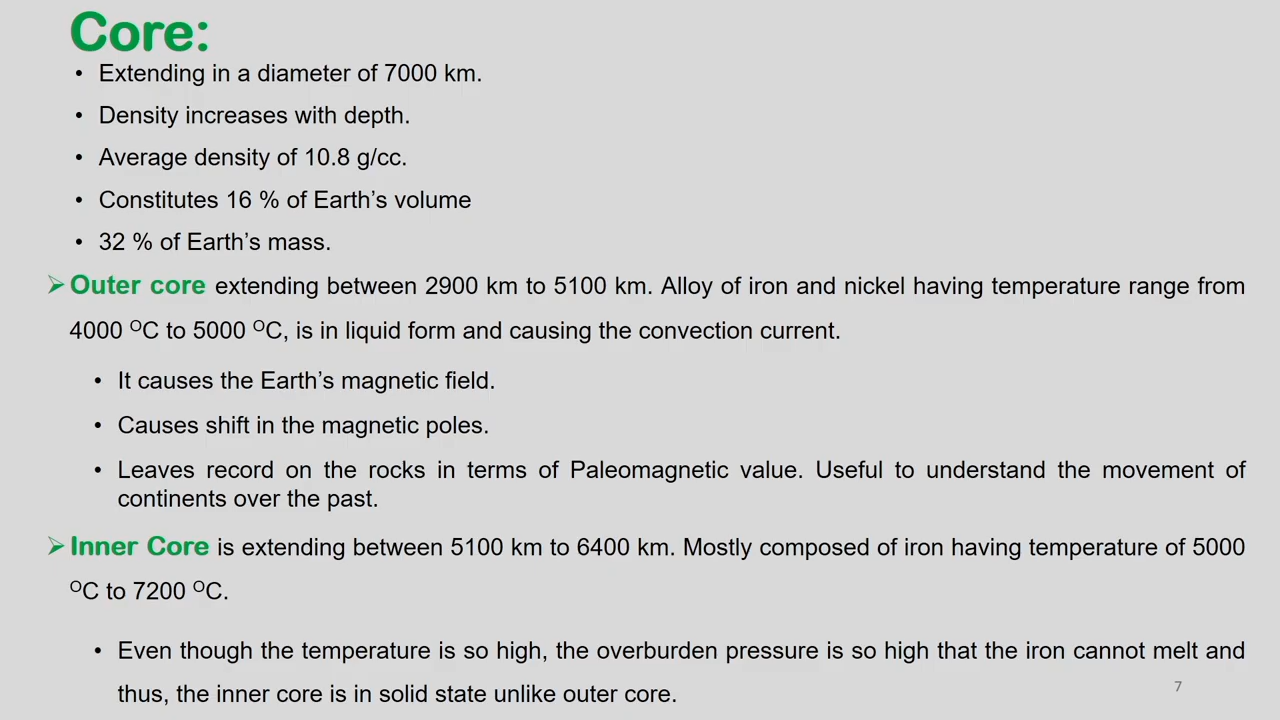 Core:
• Extending in a diameter of 7000 km.
• Density increases with depth.
• Average density of 10.8 g/cc.
• Constitutes 16 % of Earth's volume
• 32 % of Earth's mass.
➢ Outer core extending between 2900 km to 5100 km. Alloy of iron and nickel having temperature range from
4000 ᴼC to 5000 ᴼC, is in liquid form and causing the convection current.
• It causes the Earth's magnetic field.
• Causes shift in the magnetic poles.
• Leaves record on the rocks in terms of Paleomagnetic value. Useful to understand the movement of
continents over the past.
➢ Inner Core is extending between 5100 km to 6400 km. Mostly composed of iron having temperature of 5000
ᴼC to 7200 ᴼC.
• Even though the temperature is so high, the overburden pressure is so high that the iron cannot melt and
thus, the inner core is in solid state unlike outer core.
7